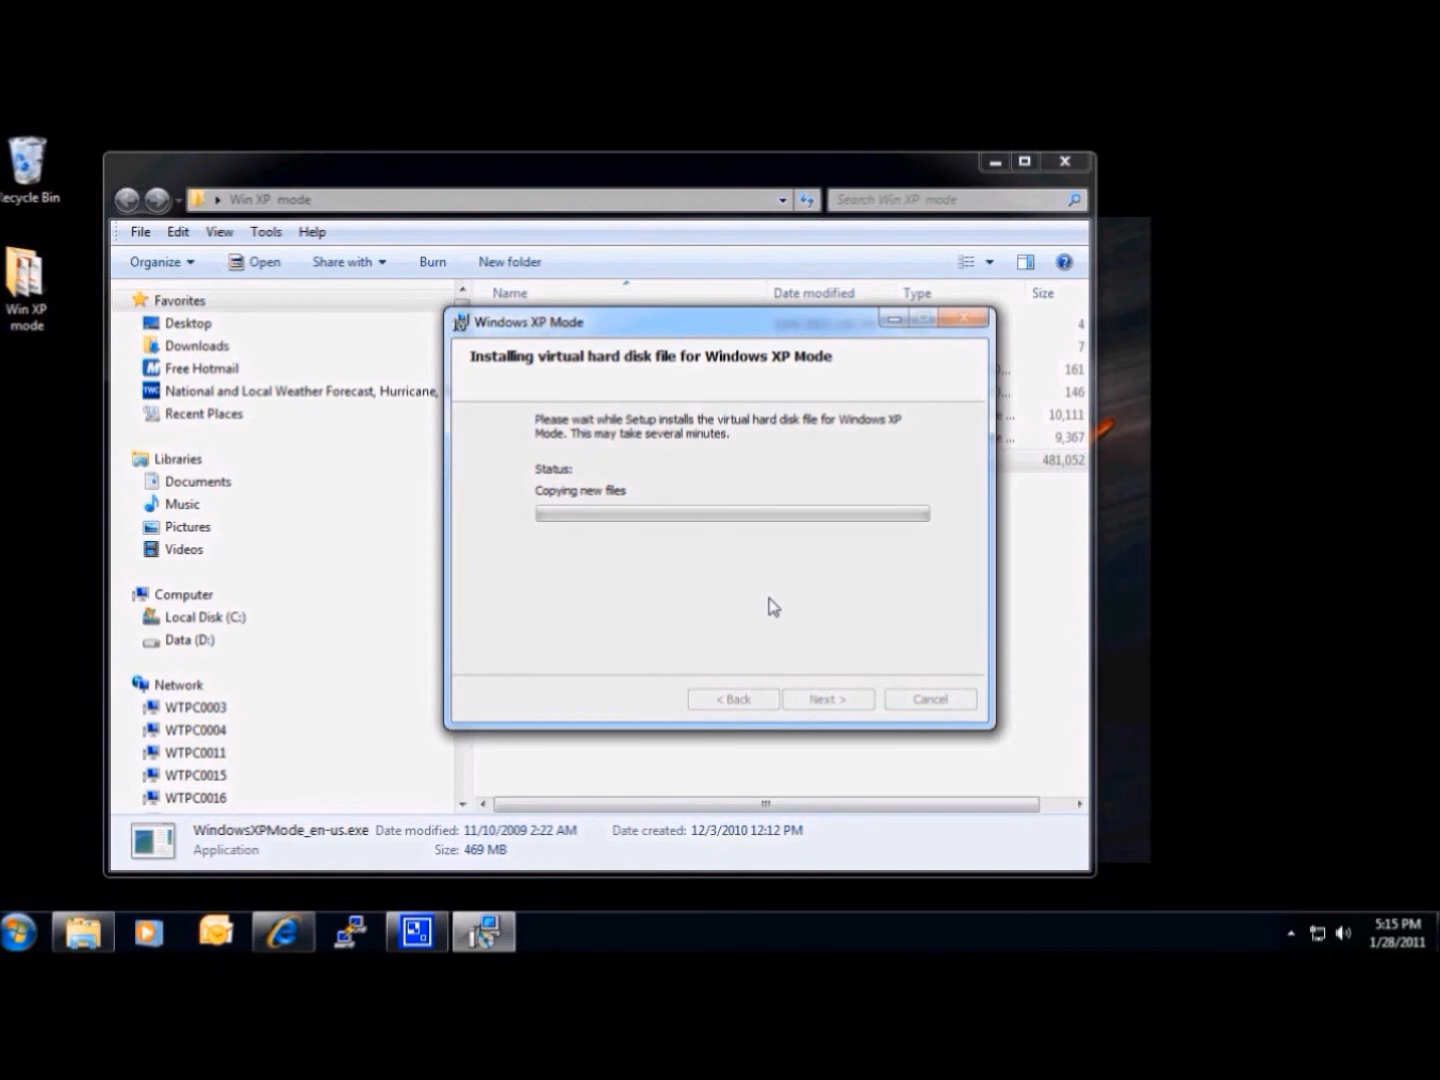 Recycle Bin
Win XP
mode
Win XP mode
Search Win XP mode
File Edit View Tools Help
Organize Open Share with Burn New folder
Name Date modified Type Size
Favorites
Desktop
Downloads
Free Hotmail
National and Local Weather Forecast, Hurricane,
Recent Places
Libraries
Documents
Music
Pictures
Videos
Computer
Local Disk (C:)
Data (D:)
Network
WTPC0003
WTPC0004
WTPC0011
WTPC0015
WTPC0016
4
7
161
146
10,111
9,367
481,052
Windows XP Mode
Installing virtual hard disk file for Windows XP Mode
Please wait while Setup installs the virtual hard disk file for Windows XP
Mode. This may take several minutes.
Status:
Copying new files
< Back Next > Cancel
WindowsXPMode_en-us.exe Date modified: 11/10/2009 2:22 AM Date created: 12/3/2010 12:12 PM
Application Size: 469 MB
5:15 PM
1/28/2011